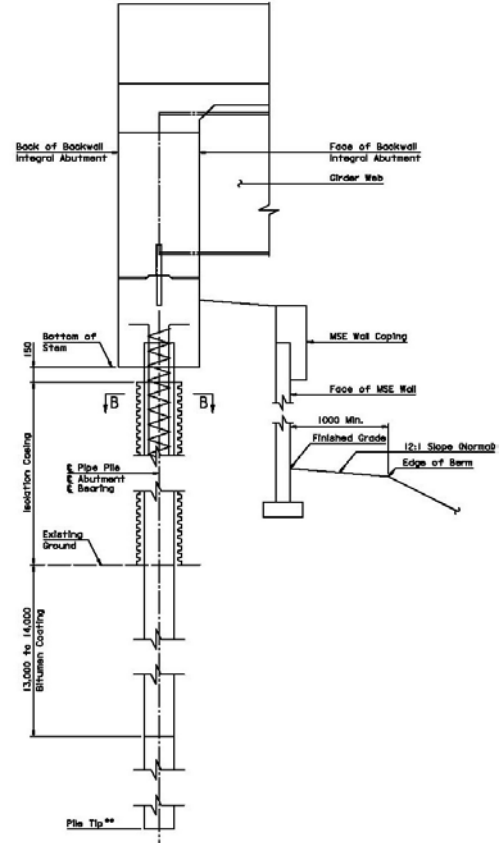 Back of Backwall
Integral Abutment
Face of Backwall
Integral Abutment
Girder Web
Bottom of
Stem
150
MSE Wall Coping
Face of MSE Wall
B
B
1000 Min.
Finished Grade
12:1 Slope (Normal)
Edge of Berm
Isolation Casing
℄ Pipe Pile
℄ Abutment
℄ Bearing
Existing
Ground
13,000 to 14,000
Bitumen Coating
Pile Tip**